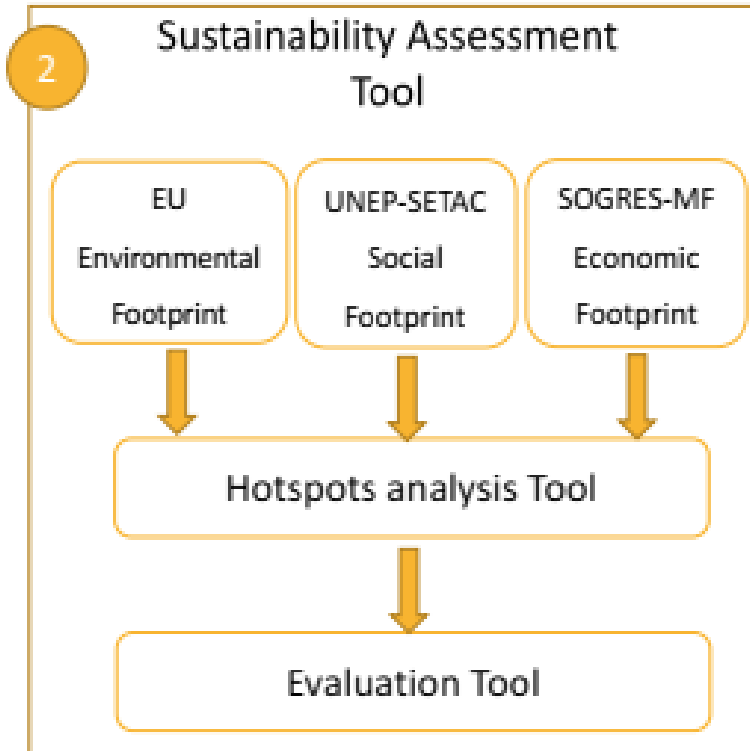 2
Sustainability Assessment
Tool
EU
Environmental
Footprint
UNEP-SETAC
Social
Footprint
SOGRES-MF
Economic
Footprint
Hotspots analysis Tool
Evaluation Tool